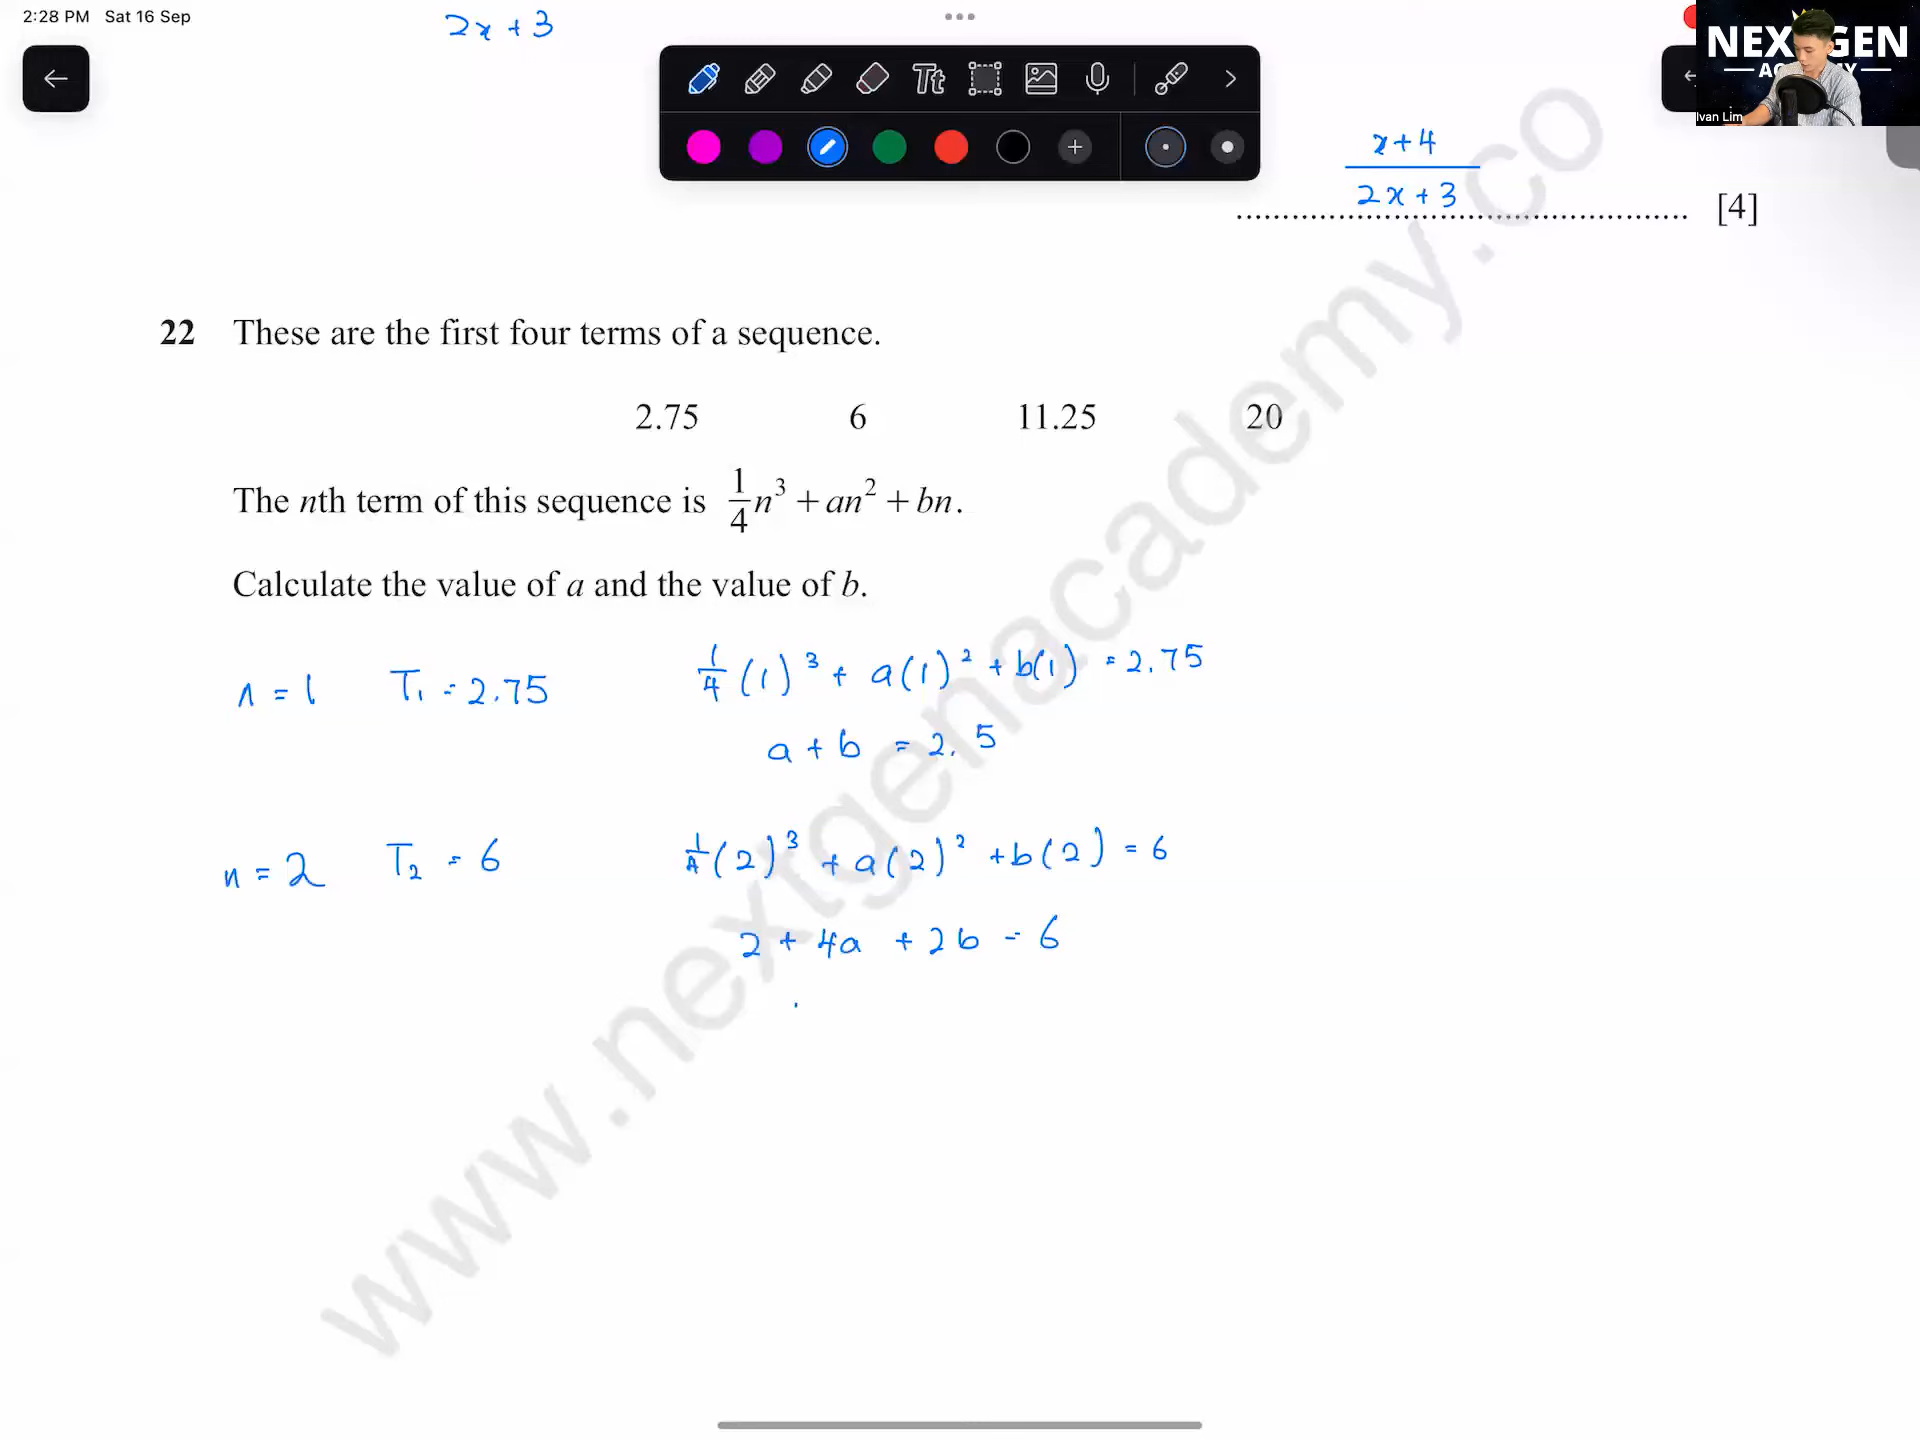 2:28 PM Sat 16 Sep
2x + 3
NEXTGEN
Tt
Ivan Lim
x+4
2x+3
[4]
22 These are the first four terms of a sequence.
2.75 6 11.25 20
The nth term of this sequence is 1/4 n³ + an² + bn.
Calculate the value of a and the value of b.
n = 1 T₁ = 2.75 1/4 (1)³ + a(1)² + b(1) = 2.75
a + b = 2.5
n = 2 T₂ = 6 1/4 (2)³ + a(2)² + b(2) = 6
2 + 4a + 2b = 6
www.nextgenacademy.co